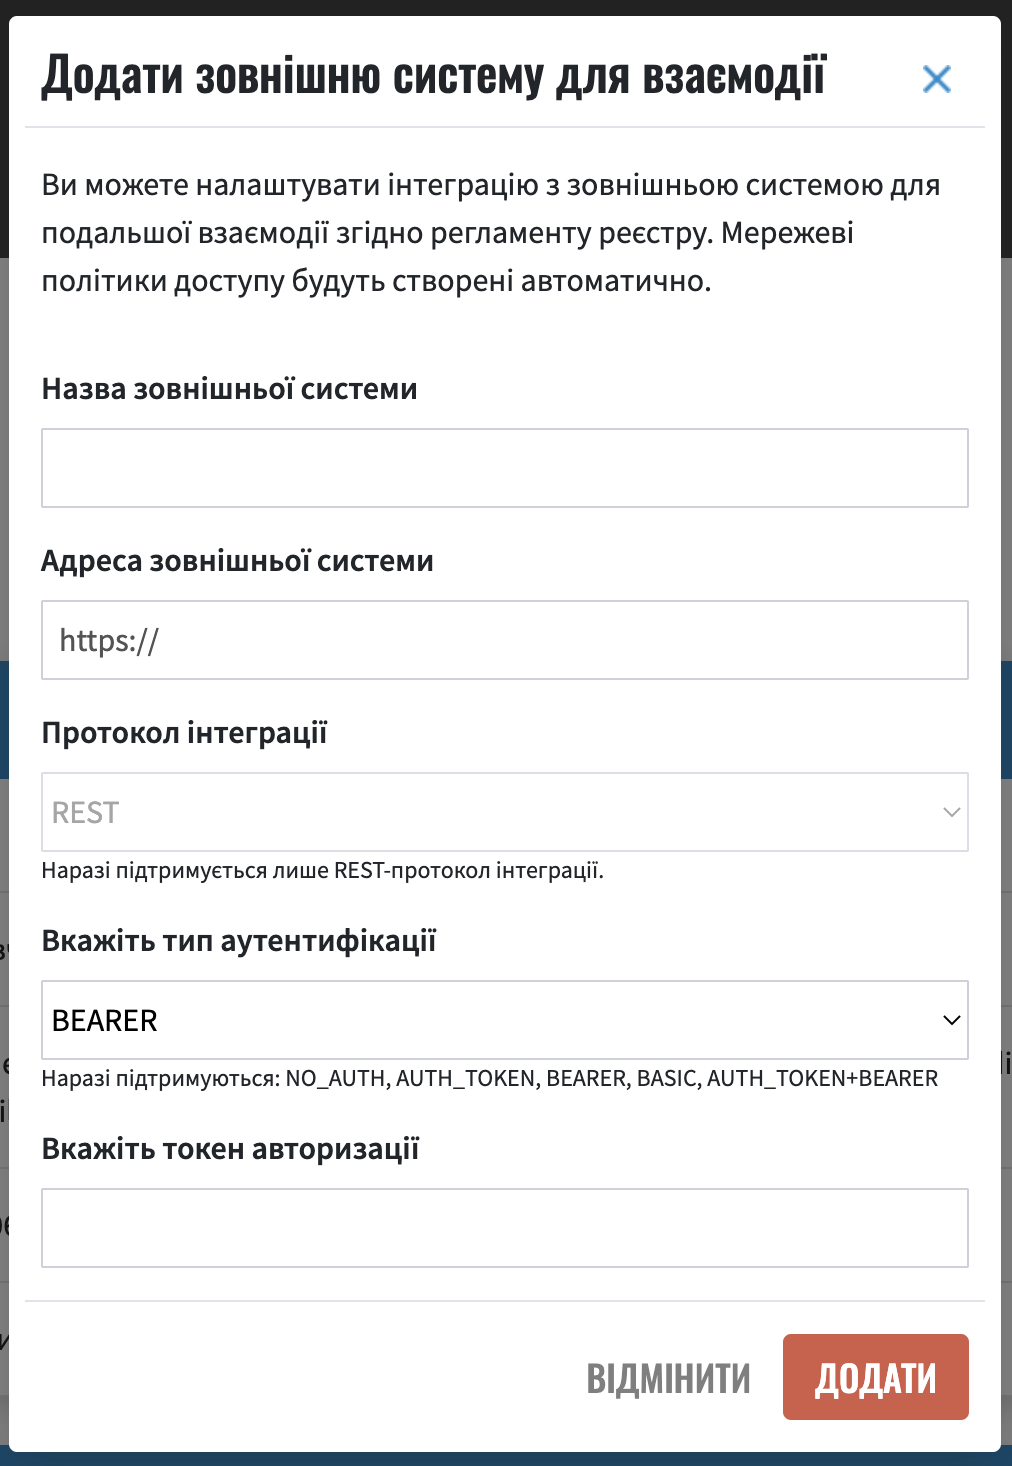 Додати зовнішню систему для взаємодії
Ви можете налаштувати інтеграцію з зовнішньою системою для
подальшої взаємодії згідно регламенту реєстру. Мережеві
політики доступу будуть створені автоматично.
Назва зовнішньої системи
Адреса зовнішньої системи
https://
Протокол інтеграції
REST
Наразі підтримується лише REST-протокол інтеграції.
Вкажіть тип аутентифікації
BEARER
Наразі підтримуються: NO_AUTH, AUTH_TOKEN, BEARER, BASIC, AUTH_TOKEN+BEARER
Вкажіть токен авторизації
ВІДМІНИТИ
ДОДАТИ